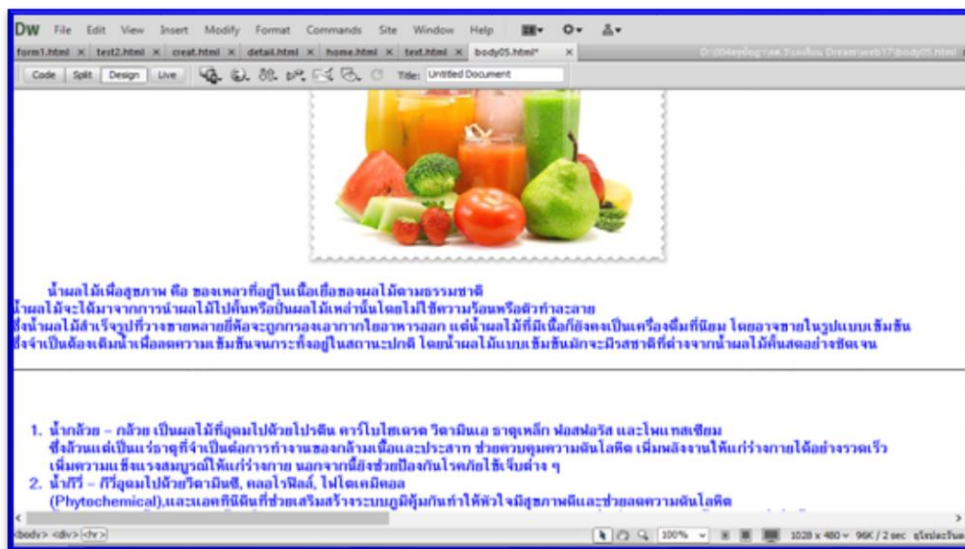 Dw File Edit View Insert Modify Format Commands Site Window Help
form1.html × test2.html × creat.html × detail.html × home.html × text.html × body05.html* ×
Code Split Design Live Title: Untitled Document
น้ำผลไม้เพื่อสุขภาพ คือ ของเหลวที่อยู่ในเนื้อเยื่อของผลไม้ตามธรรมชาติ
น้ำผลไม้จะได้มาจากการนำผลไม้ไปคั้นหรือปั่นผลไม้เหล่านั้นโดยไม่ใช้ความร้อนหรือตัวทำละลาย
ซึ่งน้ำผลไม้สำเร็จรูปที่วางขายหลายยี่ห้อจะถูกกรองเอากากใยอาหารออก แต่น้ำผลไม้ที่มีเนื้อก็ยังคงเป็นเครื่องดื่มที่นิยม โดยอาจขายในรูปแบบเข้มข้น
ซึ่งจำเป็นต้องเติมน้ำเพื่อลดความเข้มข้นจนกระทั่งอยู่ในสถานะปกติ โดยน้ำผลไม้แบบเข้มข้นมักจะมีรสชาติที่ต่างจากน้ำผลไม้คั้นสดอย่างชัดเจน
1. น้ำกล้วย – กล้วย เป็นผลไม้ที่อุดมไปด้วยโปรตีน คาร์โบไฮเดรต วิตามินเอ ธาตุเหล็ก ฟอสฟอรัส และโพแทสเซียม
ซึ่งล้วนแต่เป็นแร่ธาตุที่จำเป็นต่อการทำงานของกล้ามเนื้อและประสาท ช่วยควบคุมความดันโลหิต เพิ่มพลังงานให้แก่ร่างกายได้อย่างรวดเร็ว
เพิ่มความแข็งแรงสมบูรณ์ให้แก่ร่างกาย นอกจากนี้ยังช่วยป้องกันโรคภัยไข้เจ็บต่าง ๆ
2. น้ำกีวี – กีวีอุดมไปด้วยวิตามินซี, คลอโรฟิลล์, ไฟโตเคมิคอล
(Phytochemical),และแอคทินิดินที่ช่วยเสริมสร้างระบบภูมิคุ้มกันทำให้หัวใจมีสุขภาพดีและช่วยลดความดันโลหิต
<body> <div> <hr> 100% 1028 x 480 96K / 2 sec